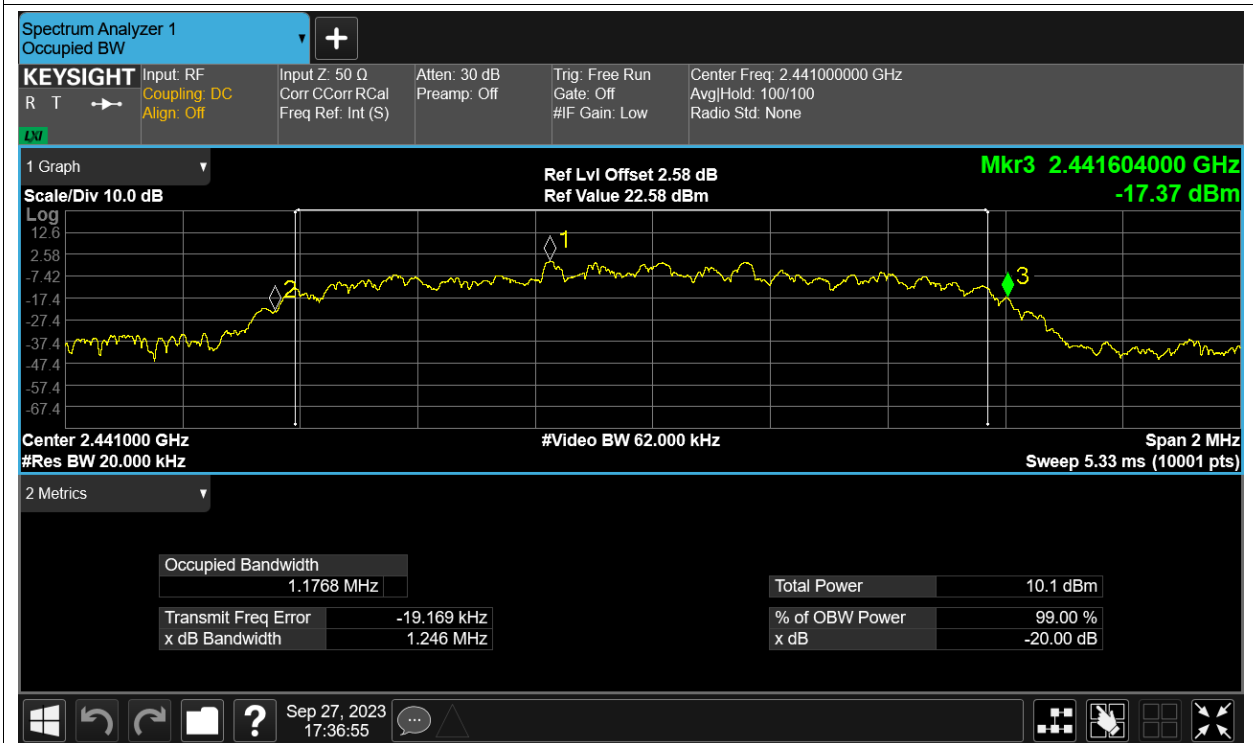 Spectrum Analyzer 1
Occupied BW
KEYSIGHT
R T
LXI
Input: RF
Coupling: DC
Align: Off
Input Z: 50 Ω
Corr CCorr RCal
Freq Ref: Int (S)
Atten: 30 dB
Preamp: Off
Trig: Free Run
Gate: Off
#IF Gain: Low
Center Freq: 2.441000000 GHz
Avg|Hold: 100/100
Radio Std: None
1 Graph
Scale/Div 10.0 dB
Ref Lvl Offset 2.58 dB
Ref Value 22.58 dBm
Mkr3 2.441604000 GHz
-17.37 dBm
Log
12.6
2.58
-7.42
-17.4
-27.4
-37.4
-47.4
-57.4
-67.4
1
2
3
Center 2.441000 GHz
#Res BW 20.000 kHz
#Video BW 62.000 kHz
Span 2 MHz
Sweep 5.33 ms (10001 pts)
2 Metrics
Occupied Bandwidth
1.1768 MHz
Transmit Freq Error -19.169 kHz
x dB Bandwidth 1.246 MHz
Total Power 10.1 dBm
% of OBW Power 99.00 %
x dB -20.00 dB
?
Sep 27, 2023
17:36:55